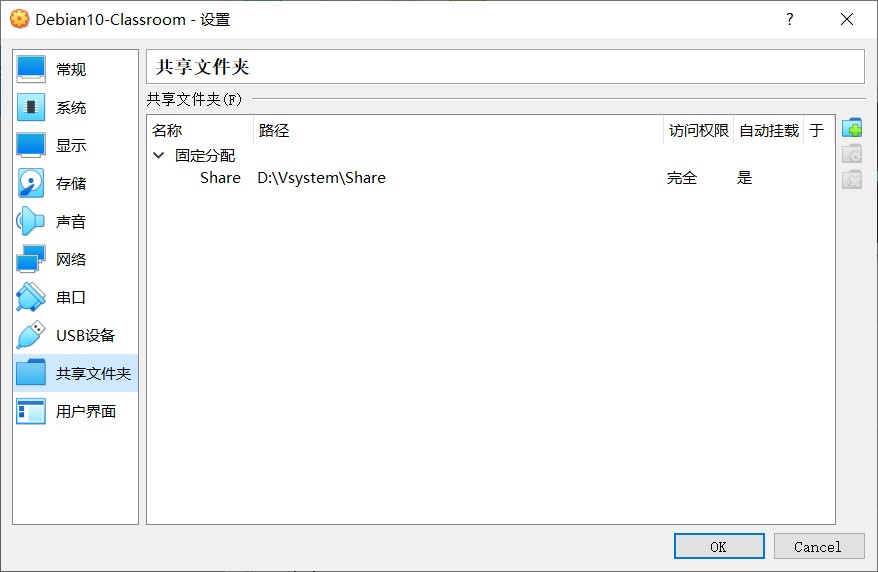 Debian10-Classroom - 设置
常规
系统
显示
存储
声音
网络
串口
USB设备
共享文件夹
用户界面
共享文件夹
共享文件夹(F)
名称 路径 访问权限 自动挂载 于
固定分配
Share D:\Vsystem\Share 完全 是
OK Cancel